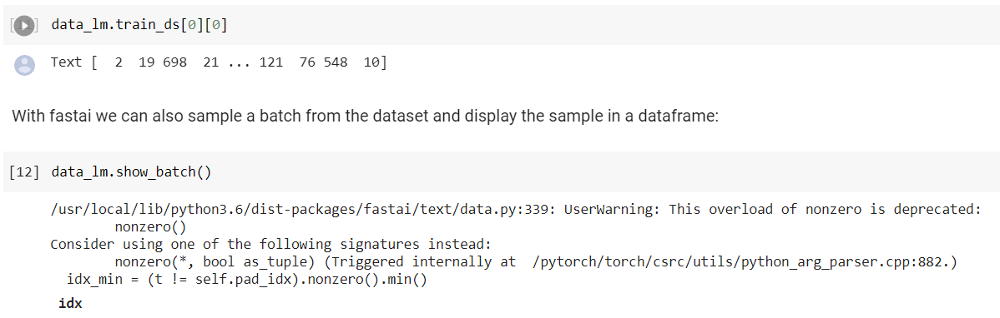 data_lm.train_ds[0][0]
Text [  2  19 698  21 ... 121  76 548  10]
With fastai we can also sample a batch from the dataset and display the sample in a dataframe:
[12] data_lm.show_batch()
/usr/local/lib/python3.6/dist-packages/fastai/text/data.py:339: UserWarning: This overload of nonzero is deprecated:
nonzero()
Consider using one of the following signatures instead:
nonzero(*, bool as_tuple) (Triggered internally at  /pytorch/torch/csrc/utils/python_arg_parser.cpp:882.)
idx_min = (t != self.pad_idx).nonzero().min()
idx